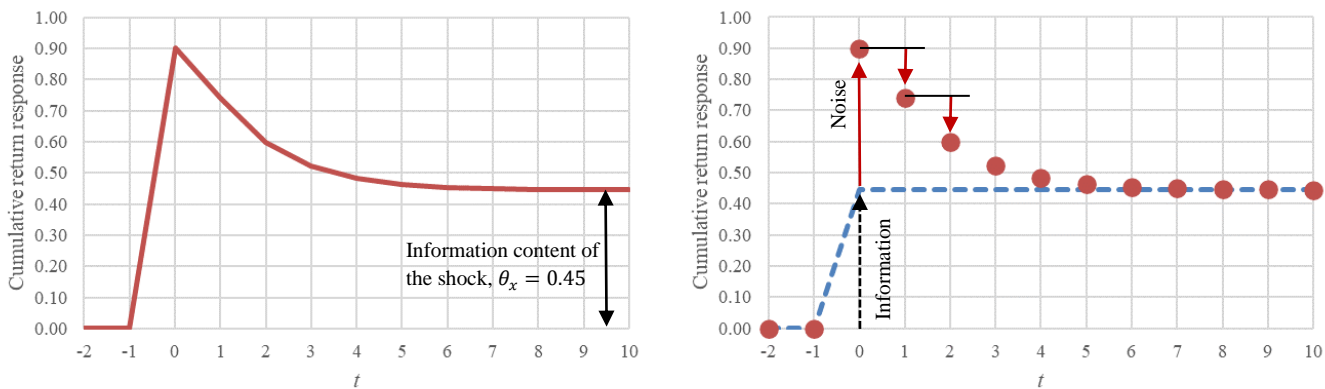 Cumulative return response
1.00
0.90
0.80
0.70
0.60
0.50
0.40
0.30
0.20
0.10
0.00
Information content of
the shock, θₓ = 0.45
-2 -1 0 1 2 3 4 5 6 7 8 9 10
t
Cumulative return response
1.00
0.90
0.80
0.70
0.60
0.50
0.40
0.30
0.20
0.10
0.00
Noise
Information
-2 -1 0 1 2 3 4 5 6 7 8 9 10
t